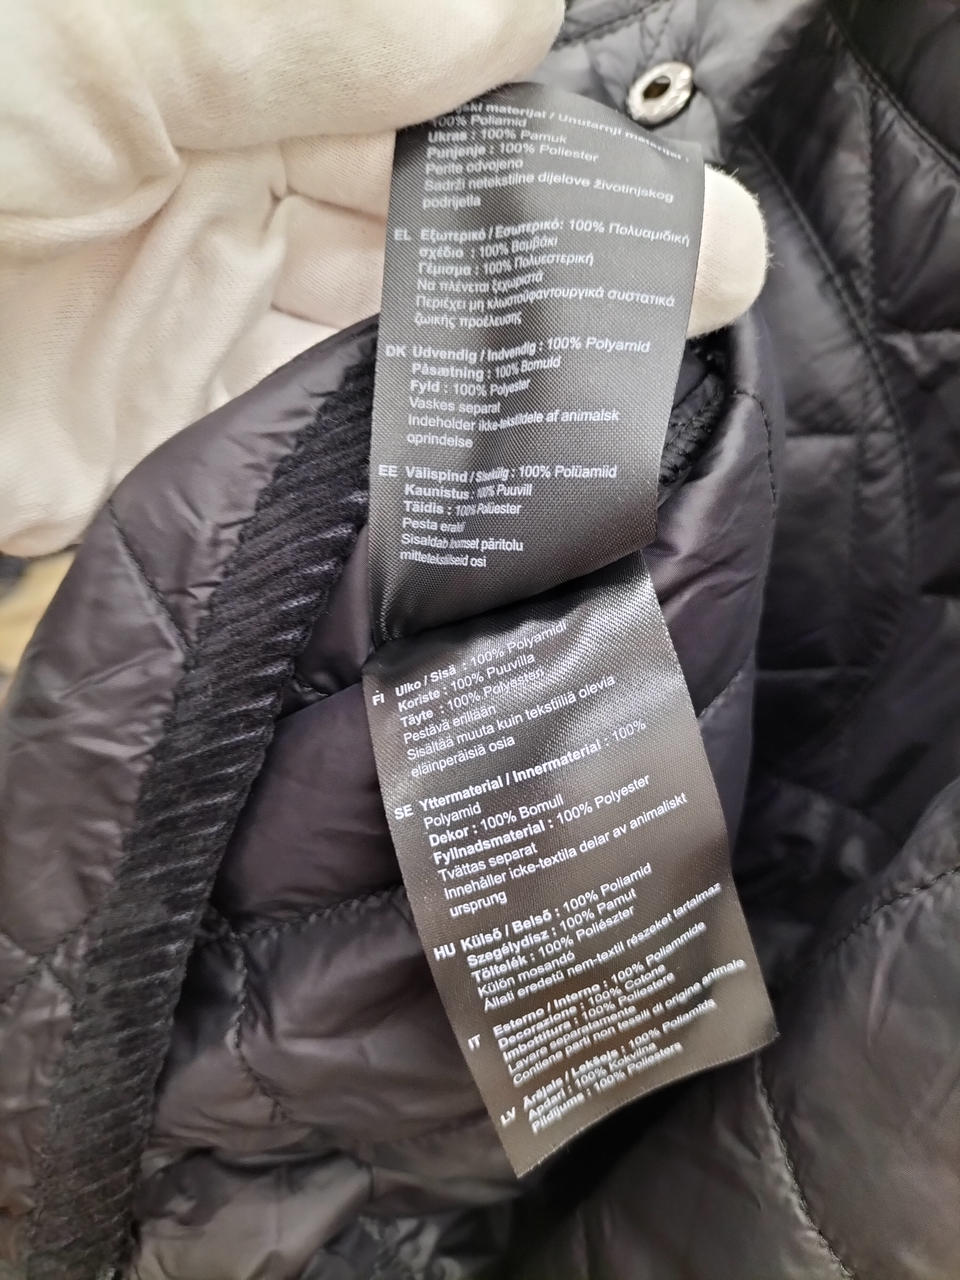 materijal / Unutarnji materijal :
100% Poliamid
Ukras : 100% Pamuk
Punjenje : 100% Poliester
Perite odvojeno
Sadrži netekstilne dijelove životinjskog
podrijetla
EL Εξωτερικό / Εσωτερικό: 100% Πολυαμιδική
σχέδιο : 100% Βαμβάκι
Γέμισμα : 100% Πολυεστερική
Να πλένεται ξεχωριστά
Περιέχει μη κλωστοϋφαντουργικά συστατικά
ζωικής προέλευσης
DK Udvendig / Indvendig : 100% Polyamid
Påsætning : 100% Bomuld
Fyld : 100% Polyester
Vaskes separat
Indeholder ikke-tekstildele af animalsk
oprindelse
EE Välispind / Sisekülg : 100% Polüamiid
Kaunistus : 100% Puuvill
Täidis : 100% Polüester
Pesta eraldi
Sisaldab loomset päritolu
mittetekstiilseid osi
FI Ulko / Sisä : 100% Polyamid
Koriste : 100% Puuvilla
Täyte : 100% Polyesteri
Pestävä erillään
Sisältää muuta kuin tekstiiliä olevia
eläinperäisiä osia
SE Yttermaterial / Innermaterial : 100%
Polyamid
Dekor : 100% Bomull
Fyllnadsmaterial : 100% Polyester
Tvättas separat
Innehåller icke-textila delar av animaliskt
ursprung
HU Külső / Belső : 100% Poliamid
Szegélydísz : 100% Pamut
Töltelék : 100% Poliészter
Külön mosandó
Állati eredetű nem-textil részeket tartalmaz
IT Esterno / Interno : 100% Poliammide
Decorazione : 100% Cotone
Imbottitura : 100% Poliestere
Lavare separatamente
Contiene parti non tessili di origine animale
LV Ārējais / Iekšējā : 100% Poliamīds
Apdari : 100% Kokvilna
Pildījums : 100% Poliesters